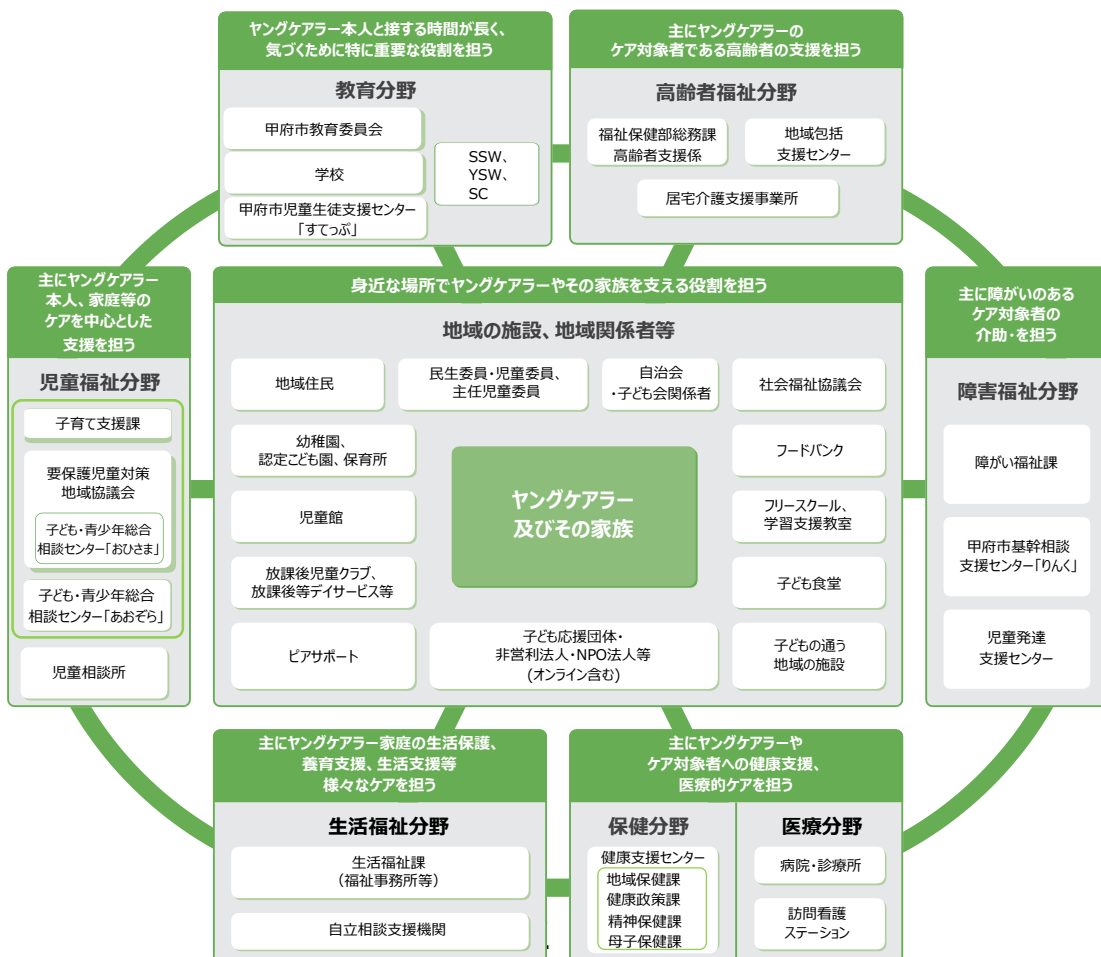 ヤングケアラー本人と接する時間が長く、
気づくために特に重要な役割を担う
教育分野
甲府市教育委員会
学校
甲府市児童生徒支援センター
「すてっぷ」
SSW、
YSW、
SC
主にヤングケアラーの
ケア対象者である高齢者の支援を担う
高齢者福祉分野
福祉保健部総務課
高齢者支援係
地域包括
支援センター
居宅介護支援事業所
主にヤングケアラー
本人、家庭等の
ケアを中心とした
支援を担う
児童福祉分野
子育て支援課
要保護児童対策
地域協議会
子ども・青少年総合
相談センター「おひさま」
子ども・青少年総合
相談センター「あおぞら」
児童相談所
身近な場所でヤングケアラーやその家族を支える役割を担う
地域の施設、地域関係者等
地域住民
民生委員・児童委員、
主任児童委員
自治会
・子ども会関係者
社会福祉協議会
幼稚園、
認定こども園、保育所
フードバンク
ヤングケアラー
及びその家族
児童館
フリースクール、
学習支援教室
放課後児童クラブ、
放課後等デイサービス等
子ども食堂
ピアサポート
子ども応援団体・
非営利法人・NPO法人等
(オンライン含む)
子どもの通う
地域の施設
主に障がいのある
ケア対象者の
介助・を担う
障害福祉分野
障がい福祉課
甲府市基幹相談
支援センター「りんく」
児童発達
支援センター
主にヤングケアラー家庭の生活保護、
養育支援、生活支援等
様々なケアを担う
生活福祉分野
生活福祉課
(福祉事務所等)
自立相談支援機関
主にヤングケアラーや
ケア対象者への健康支援、
医療的ケアを担う
保健分野
健康支援センター
地域保健課
健康政策課
精神保健課
母子保健課
医療分野
病院・診療所
訪問看護
ステーション